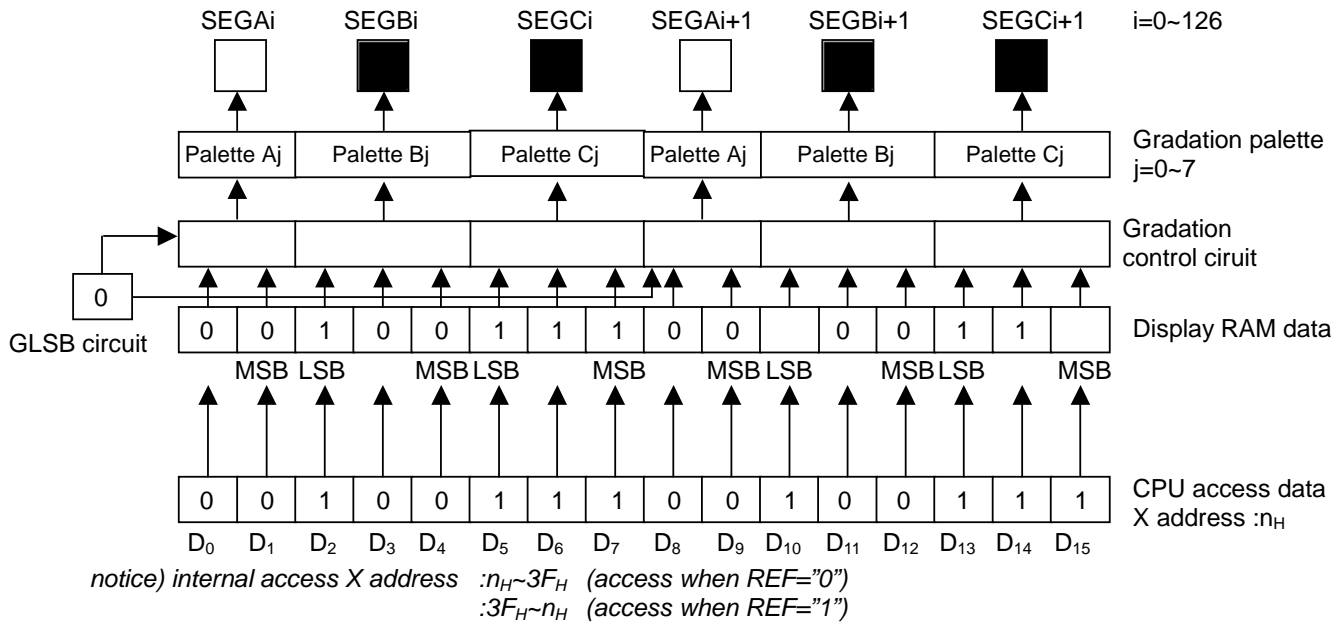 SEGAi SEGBi SEGCi SEGAi+1 SEGBi+1 SEGCi+1 i=0~126
Palette Aj Palette Bj Palette Cj Palette Aj Palette Bj Palette Cj Gradation palette
j=0~7
Gradation
control ciruit
0
GLSB circuit
0 0 1 0 0 1 1 1 0 0 0 0 1 1 Display RAM data
MSB LSB MSB LSB MSB MSB LSB MSB LSB MSB
0 0 1 0 0 1 1 1 0 0 1 0 0 1 1 1 CPU access data
X address :nH
D0 D1 D2 D3 D4 D5 D6 D7 D8 D9 D10 D11 D12 D13 D14 D15
notice) internal access X address :nH~3FH (access when REF="0")
:3FH~nH (access when REF="1")